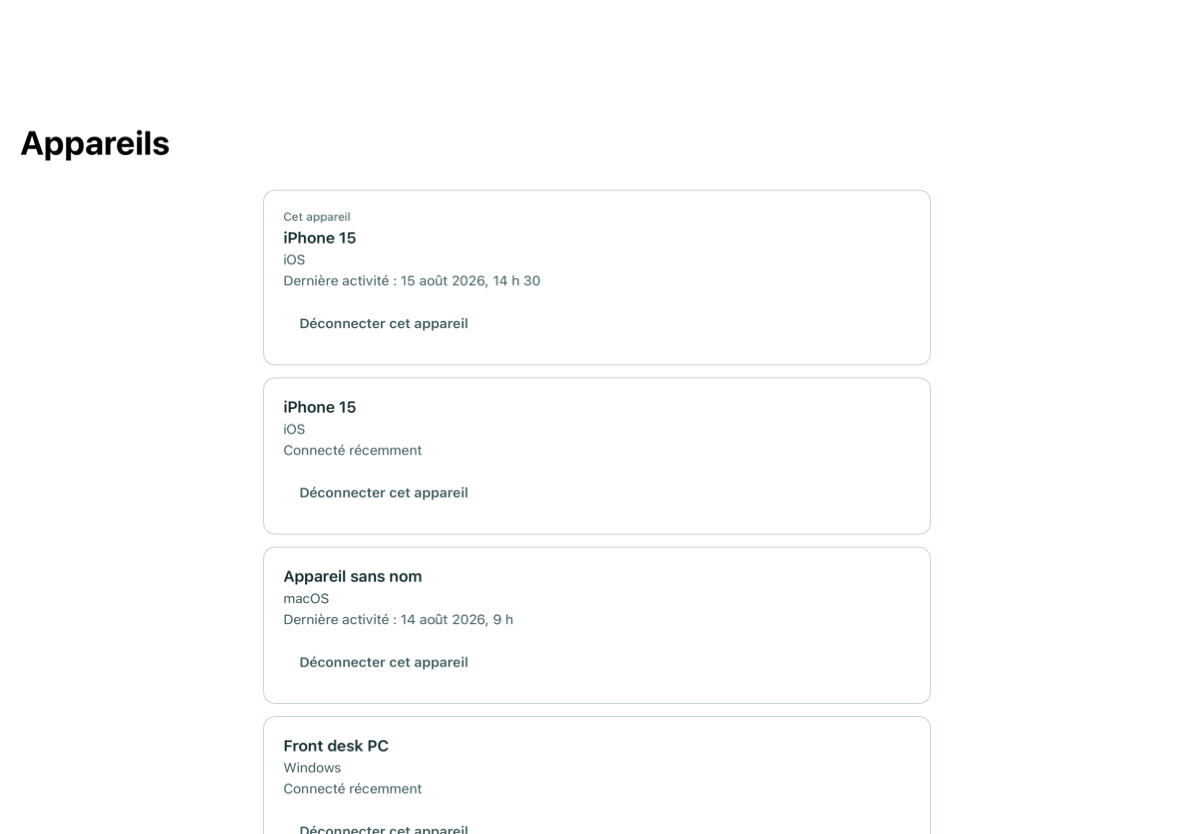 Appareils
Cet appareil
iPhone 15
iOS
Dernière activité : 15 août 2026, 14 h 30
Déconnecter cet appareil
iPhone 15
iOS
Connecté récemment
Déconnecter cet appareil
Appareil sans nom
macOS
Dernière activité : 14 août 2026, 9 h
Déconnecter cet appareil
Front desk PC
Windows
Connecté récemment
Déconnecter cet appareil